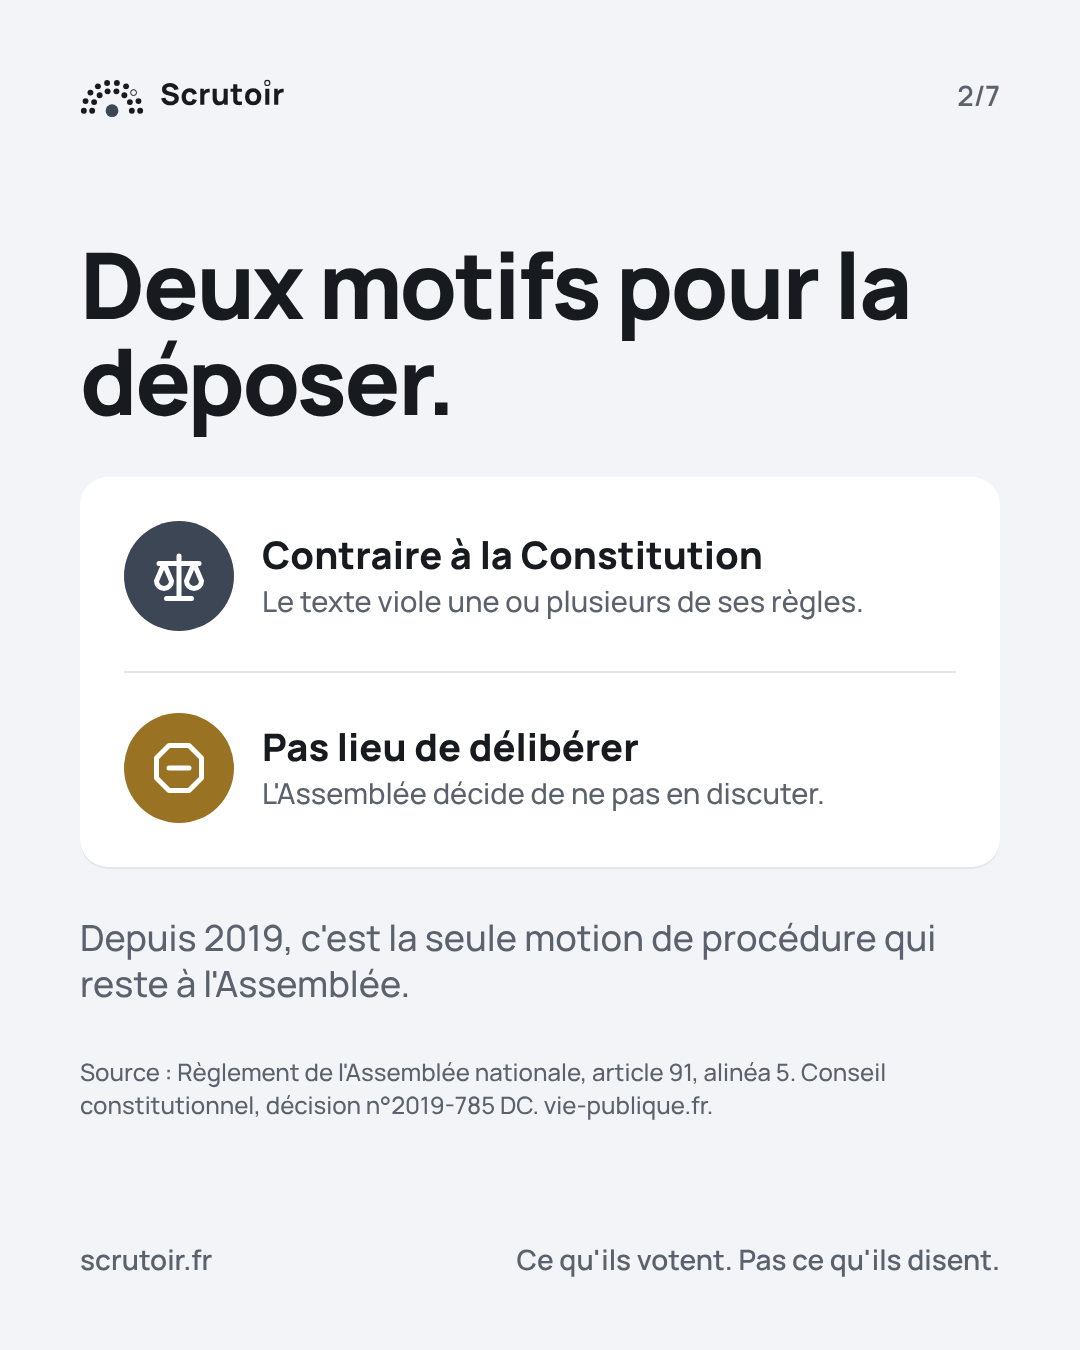 Scrutoir
2/7
Deux motifs pour la
déposer.
Contraire à la Constitution
Le texte viole une ou plusieurs de ses règles.
Pas lieu de délibérer
L'Assemblée décide de ne pas en discuter.
Depuis 2019, c'est la seule motion de procédure qui
reste à l'Assemblée.
Source : Règlement de l'Assemblée nationale, article 91, alinéa 5. Conseil
constitutionnel, décision n°2019-785 DC. vie-publique.fr.
scrutoir.fr
Ce qu'ils votent. Pas ce qu'ils disent.